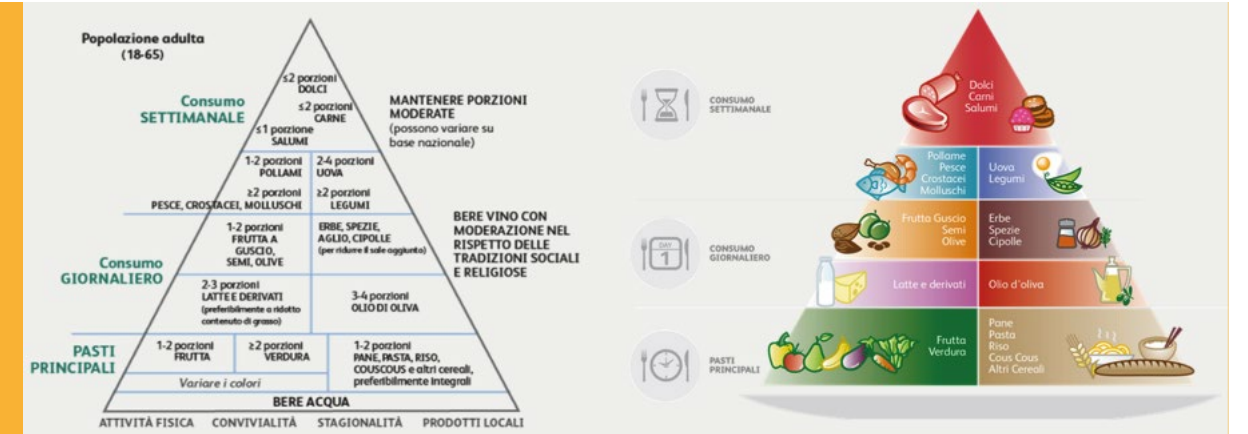 Popolazione adulta
(18-65)
Consumo
SETTIMANALE
≤2 porzioni
DOLCI
≤2 porzioni
CARNE
≤1 porzione
SALUMI
MANTENERE PORZIONI
MODERATE
(possono variare su
base nazionale)
1-2 porzioni
POLLAMI
2-4 porzioni
UOVA
≥2 porzioni
PESCE, CROSTACEI, MOLLUSCHI
≥2 porzioni
LEGUMI
Consumo
GIORNALIERO
1-2 porzioni
FRUTTA A
GUSCIO,
SEMI, OLIVE
ERBE, SPEZIE,
AGLIO, CIPOLLE
(per ridurre il sale aggiunto)
BERE VINO CON
MODERAZIONE NEL
RISPETTO DELLE
TRADIZIONI SOCIALI
E RELIGIOSE
2-3 porzioni
LATTE E DERIVATI
(preferibilmente a ridotto
contenuto di grasso)
3-4 porzioni
OLIO DI OLIVA
PASTI
PRINCIPALI
1-2 porzioni
FRUTTA
≥2 porzioni
VERDURA
Variare i colori
1-2 porzioni
PANE, PASTA, RISO,
COUSCOUS e altri cereali,
preferibilmente integrali
BERE ACQUA
ATTIVITÀ FISICA CONVIVIALITÀ STAGIONALITÀ PRODOTTI LOCALI
CONSUMO
SETTIMANALE
Dolci
Carni
Salumi
Pollame
Pesce
Crostacei
Molluschi
Uova
Legumi
DAY
1
CONSUMO
GIORNALIERO
Frutta Guscio
Semi
Olive
Erbe
Spezie
Cipolle
Latte e derivati
Olio d'oliva
PASTI
PRINCIPALI
Frutta
Verdura
Pane
Pasta
Riso
Cous Cous
Altri Cereali